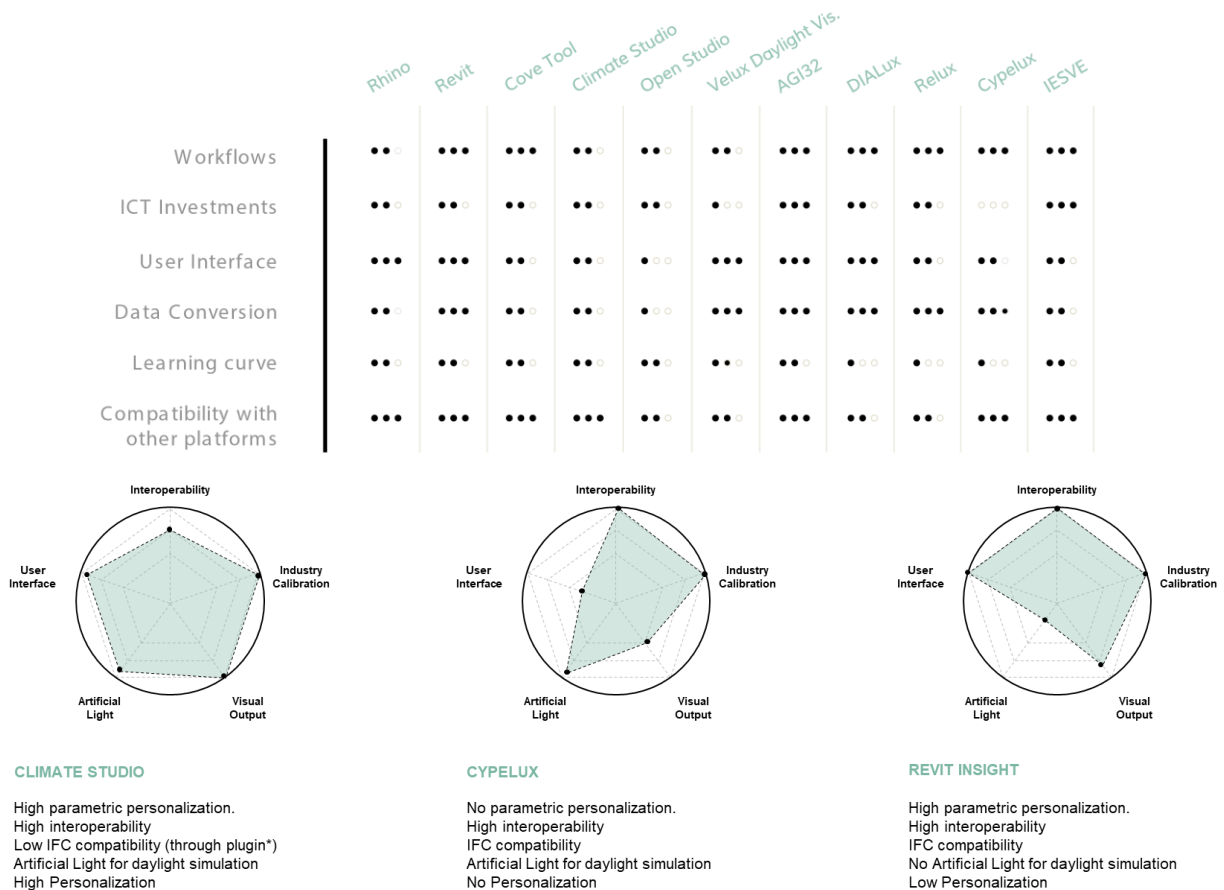 Rhino
Revit
Cove Tool
Climate Studio
Open Studio
Velux Daylight Vis.
AGI32
DIALux
Relux
Cypelux
IESVE
Workflows
ICT Investments
User Interface
Data Conversion
Learning curve
Compatibility with
other platforms
Interoperability
User
Interface
Industry
Calibration
Artificial
Light
Visual
Output
Interoperability
User
Interface
Industry
Calibration
Artificial
Light
Visual
Output
Interoperability
User
Interface
Industry
Calibration
Artificial
Light
Visual
Output
CLIMATE STUDIO
High parametric personalization.
High interoperability
Low IFC compatibility (through plugin*)
Artificial Light for daylight simulation
High Personalization
CYPELUX
No parametric personalization.
High interoperability
IFC compatibility
Artificial Light for daylight simulation
No Personalization
REVIT INSIGHT
High parametric personalization.
High interoperability
IFC compatibility
No Artificial Light for daylight simulation
Low Personalization